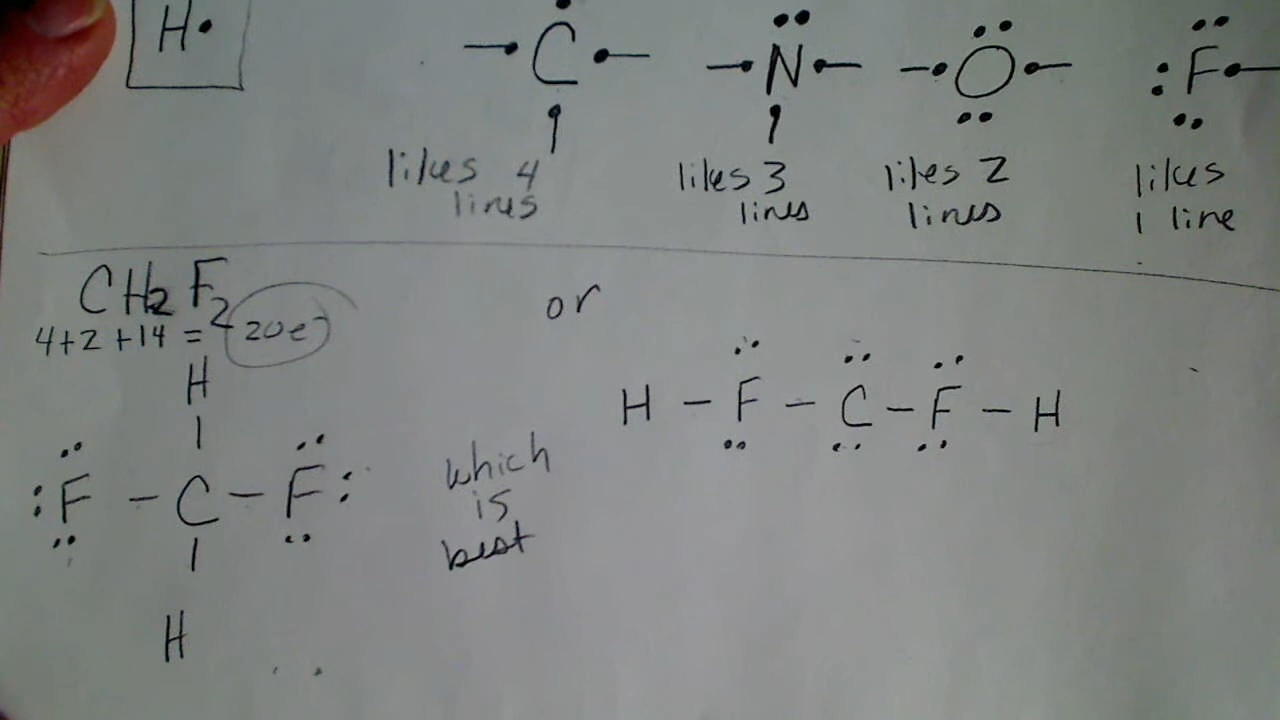 H•
C N O F
likes 4
lines
likes 3
lines
likes 2
lines
likes
1 line
CH2F2
4+2+14 = 20e-
or
H
F - C - F
H
which
is
best
H - F - C - F - H